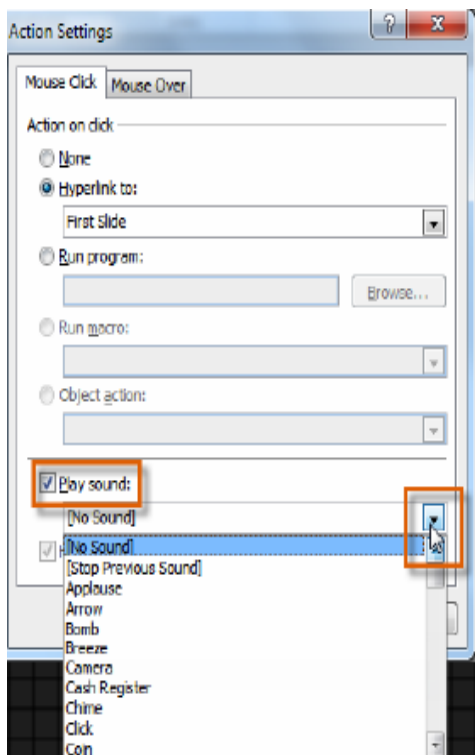 Action Settings
?
x
Mouse Click
Mouse Over
Action on click
None
Hyperlink to:
First Slide
Run program:
Browse...
Run macro:
Object action:
Play sound:
[No Sound]
[No Sound]
[Stop Previous Sound]
Applause
Arrow
Bomb
Breeze
Camera
Cash Register
Chime
Click
Coin